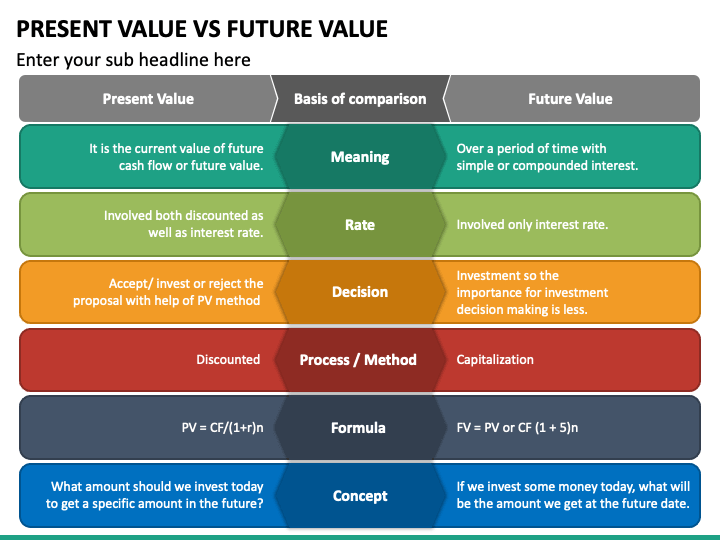 PRESENT VALUE VS FUTURE VALUE
Enter your sub headline here
Present Value
Basis of comparison
Future Value
It is the current value of future
cash flow or future value.
Meaning
Over a period of time with
simple or compounded interest.
Involved both discounted as
well as interest rate.
Rate
Involved only interest rate.
Accept/ invest or reject the
proposal with help of PV method
Decision
Investment so the
importance for investment
decision making is less.
Discounted
Process / Method
Capitalization
PV = CF/(1+r)n
Formula
FV = PV or CF (1 + 5)n
What amount should we invest today
to get a specific amount in the future?
Concept
If we invest some money today, what will
be the amount we get at the future date.